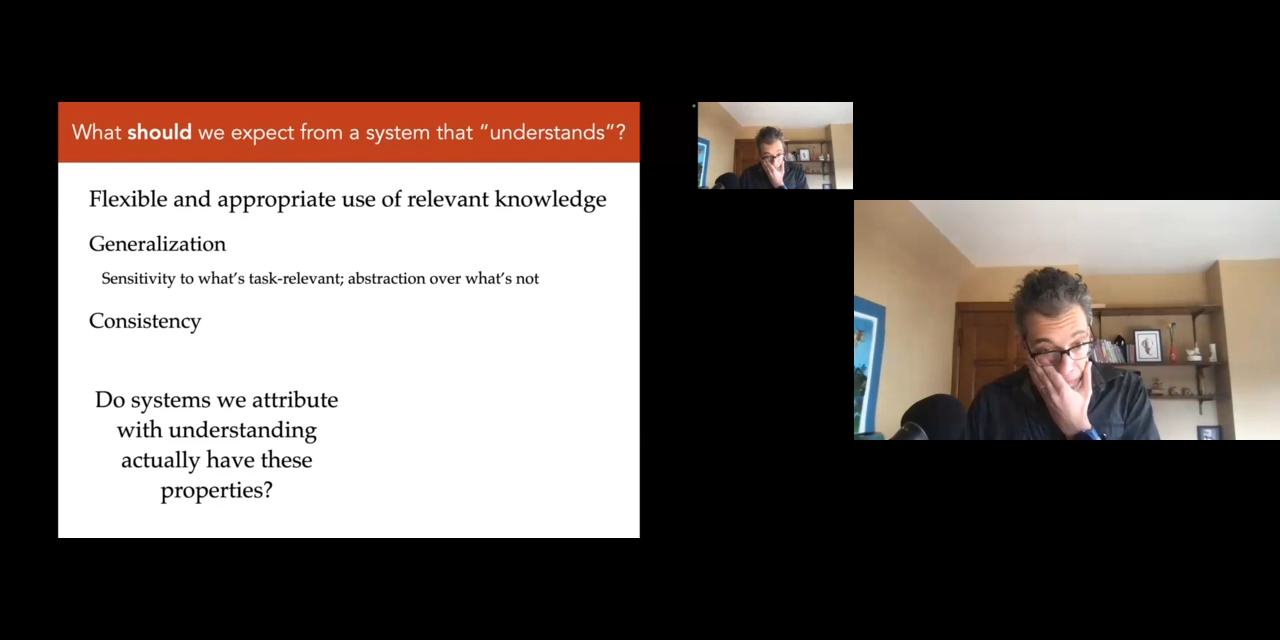 What should we expect from a system that “understands”?
Flexible and appropriate use of relevant knowledge
Generalization
Sensitivity to what’s task-relevant; abstraction over what’s not
Consistency
Do systems we attribute
with understanding
actually have these
properties?